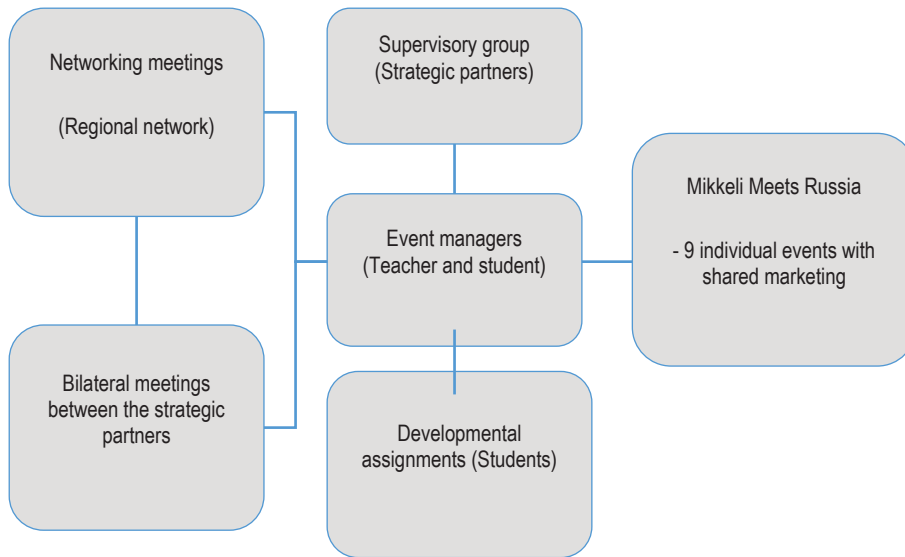 Networking meetings
(Regional network)
Supervisory group
(Strategic partners)
Event managers
(Teacher and student)
Mikkeli Meets Russia
- 9 individual events with
shared marketing
Bilateral meetings
between the strategic
partners
Developmental
assignments (Students)